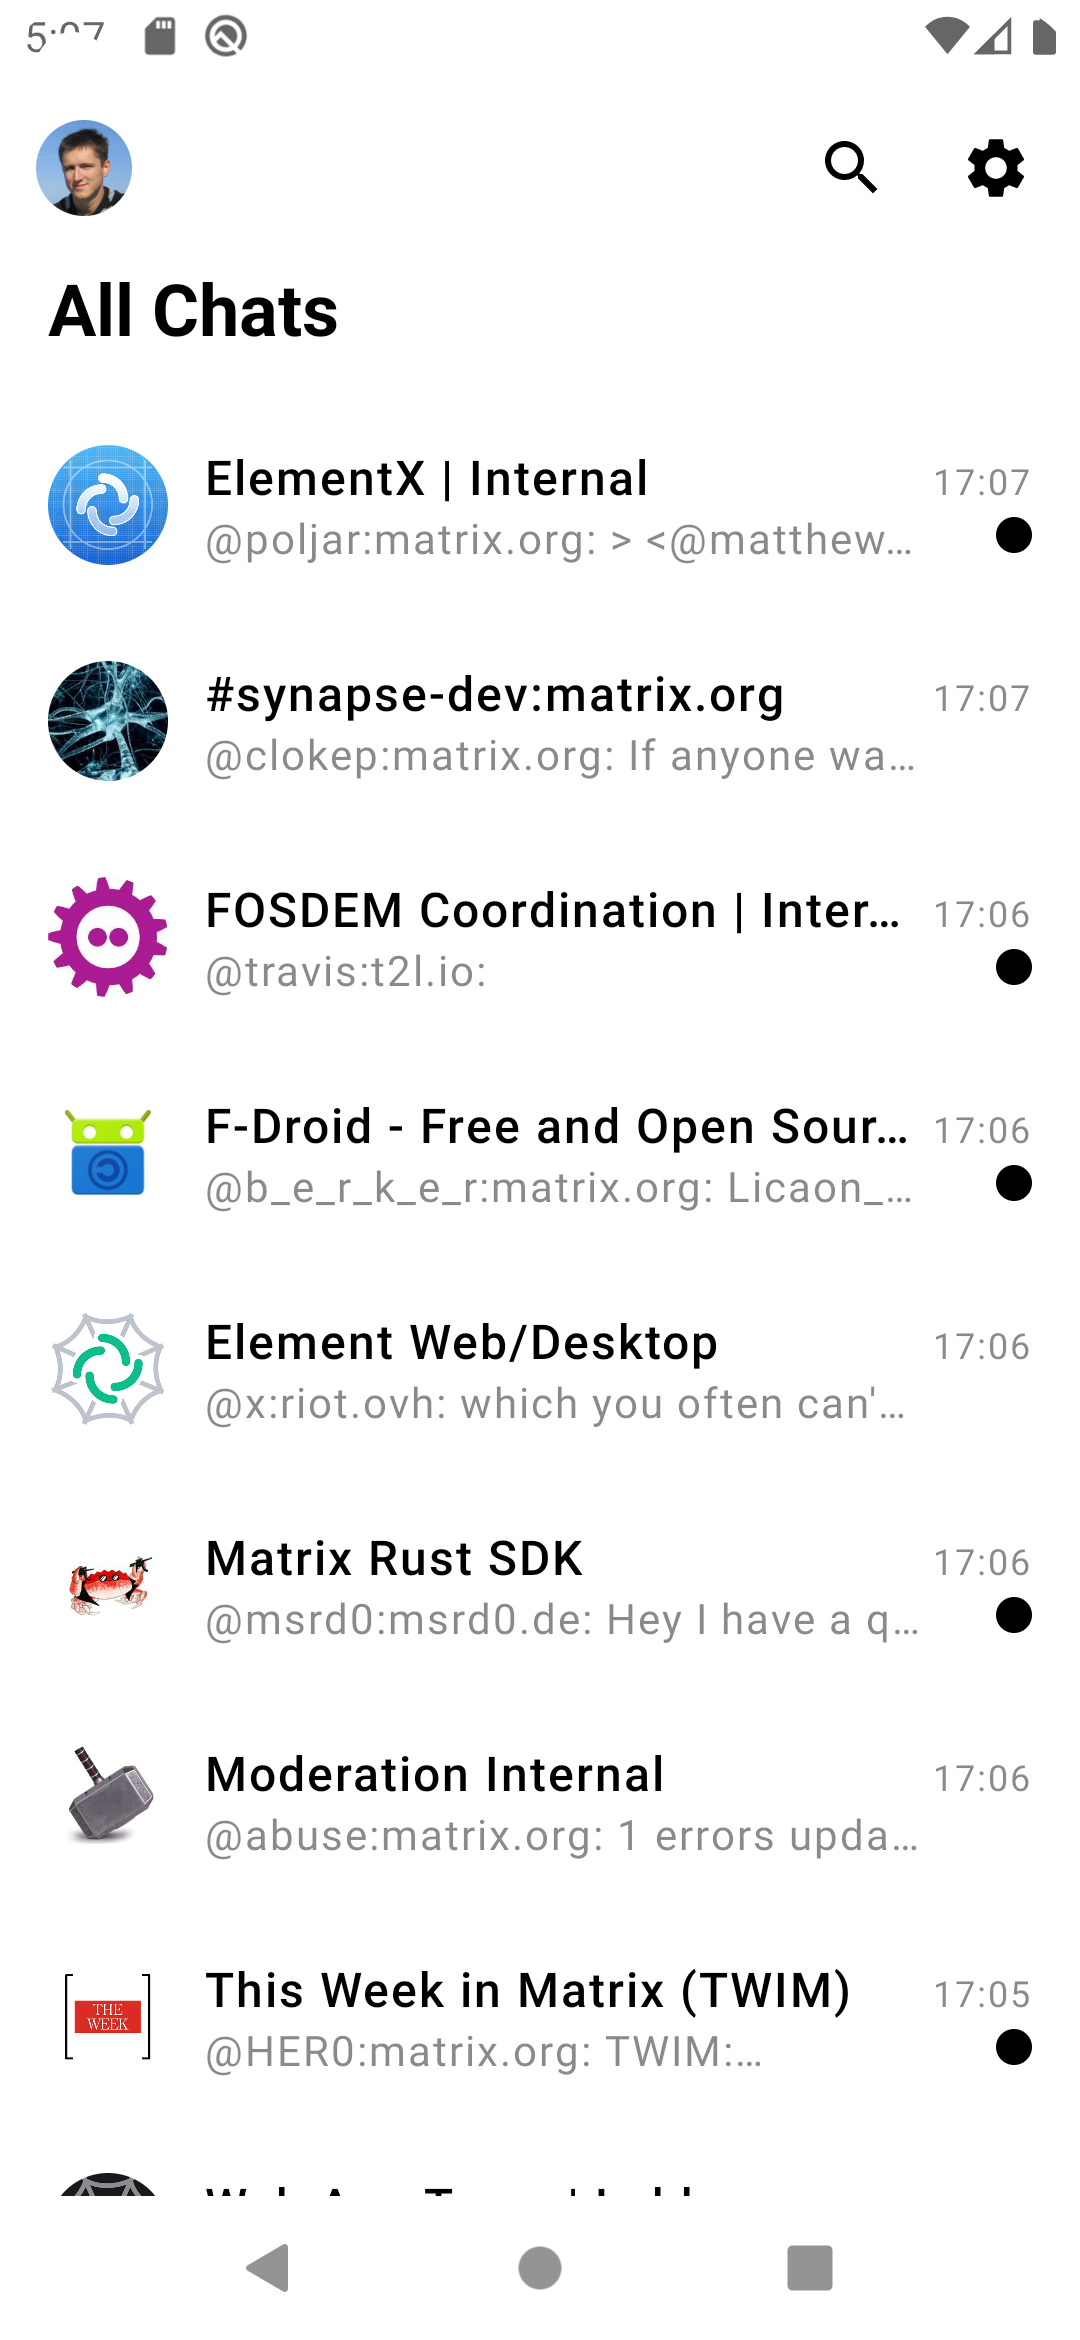 All Chats
ElementX | Internal
17:07
@poljar:matrix.org: > <@matthew...
#synapse-dev:matrix.org
17:07
@clokep:matrix.org: If anyone wa...
FOSDEM Coordination | Inter...
17:06
@travis:t2l.io:
F-Droid - Free and Open Sour...
17:06
@b_e_r_k_e_r:matrix.org: Licaon_...
Element Web/Desktop
17:06
@x:riot.ovh: which you often can'...
Matrix Rust SDK
17:06
@msrd0:msrd0.de: Hey I have a q...
Moderation Internal
17:06
@abuse:matrix.org: 1 errors upda...
THE
WEEK
This Week in Matrix (TWIM)
17:05
@HER0:matrix.org: TWIM:...